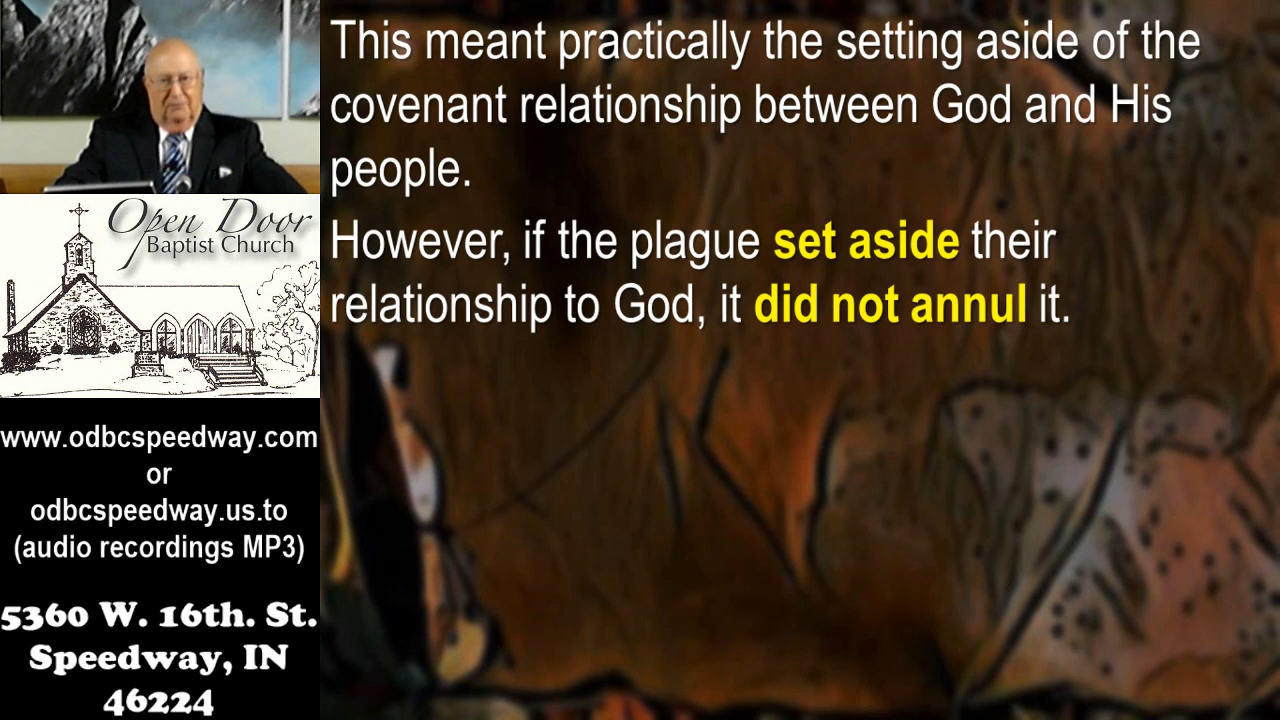 This meant practically the setting aside of the
covenant relationship between God and His
people.
However, if the plague set aside their
relationship to God, it did not annul it.
Open Door
Baptist Church
www.odbcspeedway.com
or
odbcspeedway.us.to
(audio recordings MP3)
5360 W. 16th. St.
Speedway, IN
46224